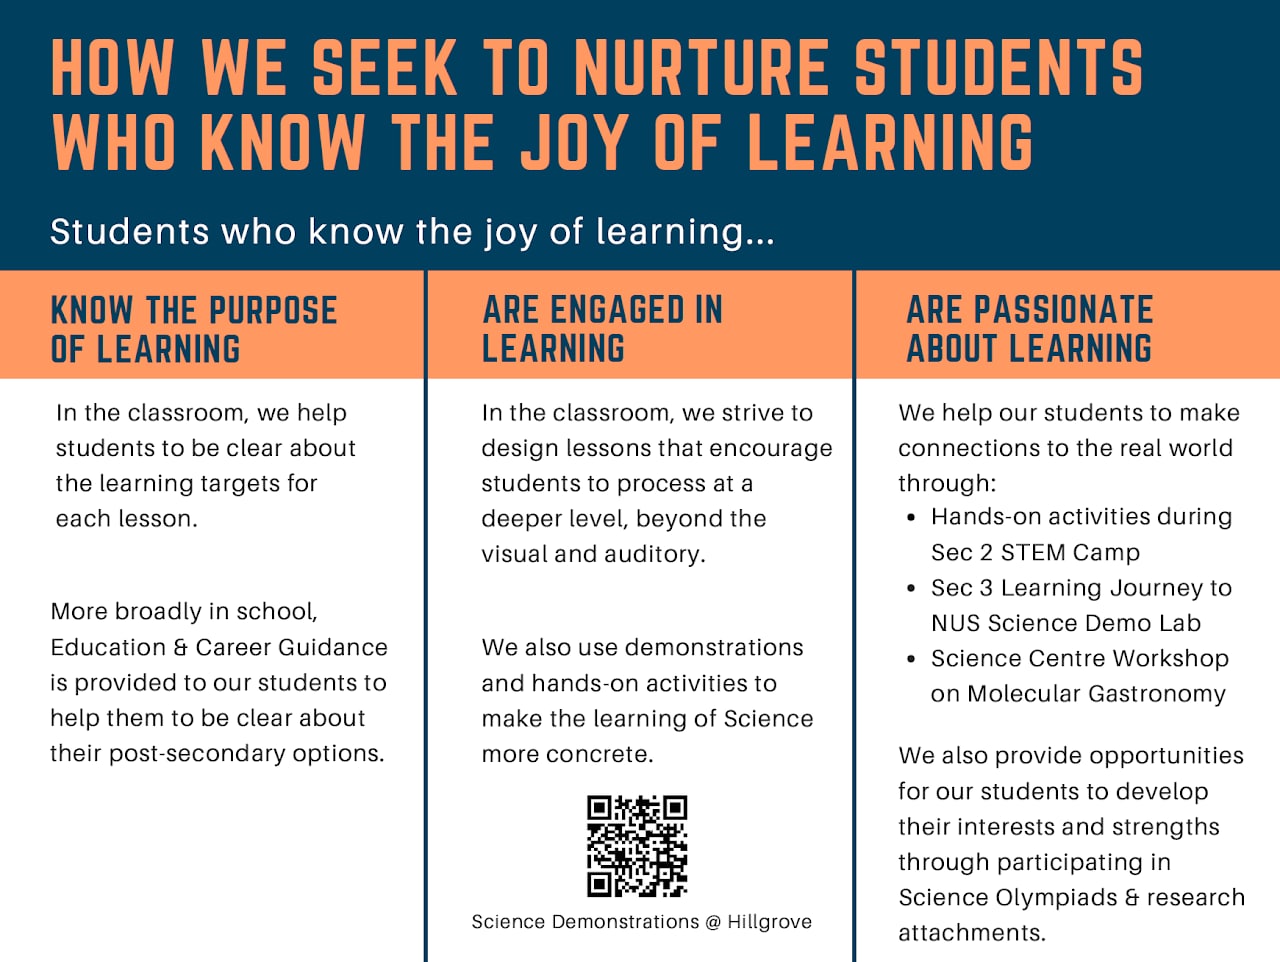 HOW WE SEEK TO NURTURE STUDENTS
WHO KNOW THE JOY OF LEARNING
Students who know the joy of learning...
KNOW THE PURPOSE
OF LEARNING
In the classroom, we help
students to be clear about
the learning targets for
each lesson.
More broadly in school,
Education & Career Guidance
is provided to our students to
help them to be clear about
their post-secondary options.
ARE ENGAGED IN
LEARNING
In the classroom, we strive to
design lessons that encourage
students to process at a
deeper level, beyond the
visual and auditory.
We also use demonstrations
and hands-on activities to
make the learning of Science
more concrete.
Science Demonstrations @ Hillgrove
ARE PASSIONATE
ABOUT LEARNING
We help our students to make
connections to the real world
through:
• Hands-on activities during
Sec 2 STEM Camp
• Sec 3 Learning Journey to
NUS Science Demo Lab
• Science Centre Workshop
on Molecular Gastronomy
We also provide opportunities
for our students to develop
their interests and strengths
through participating in
Science Olympiads & research
attachments.